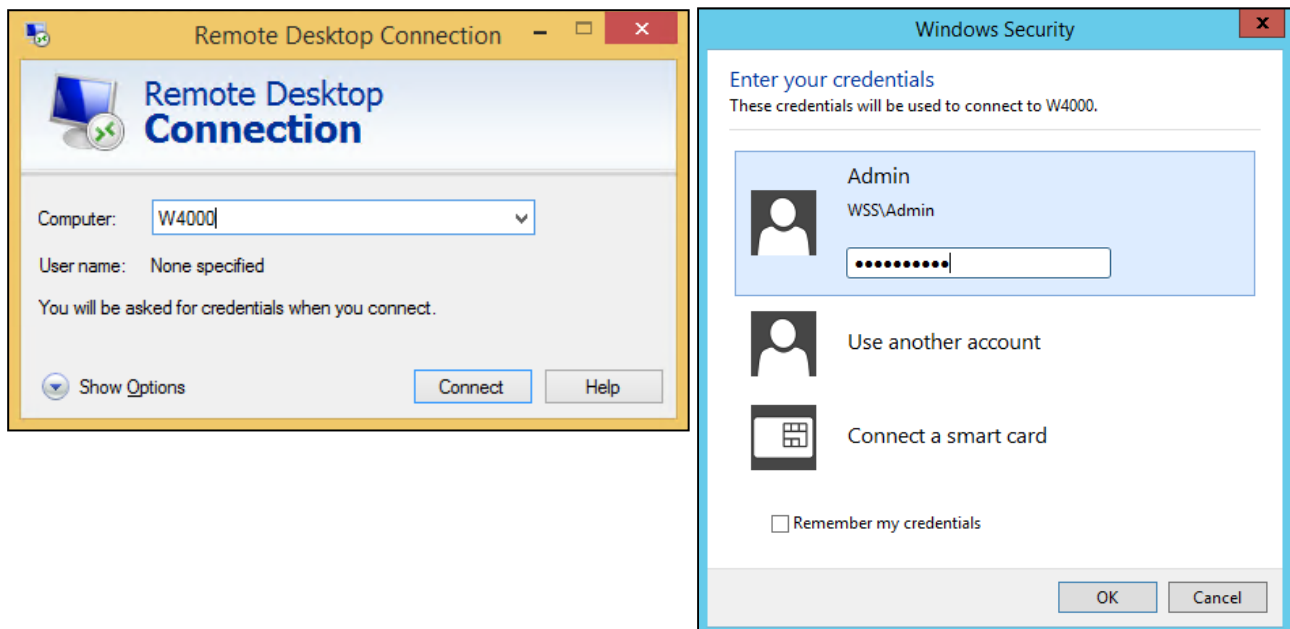 Remote Desktop Connection
Remote Desktop
Connection
Computer: W4000
User name: None specified
You will be asked for credentials when you connect.
Show Options Connect Help
Windows Security
Enter your credentials
These credentials will be used to connect to W4000.
Admin
WSS\Admin
••••••••••
Use another account
Connect a smart card
Remember my credentials
OK Cancel